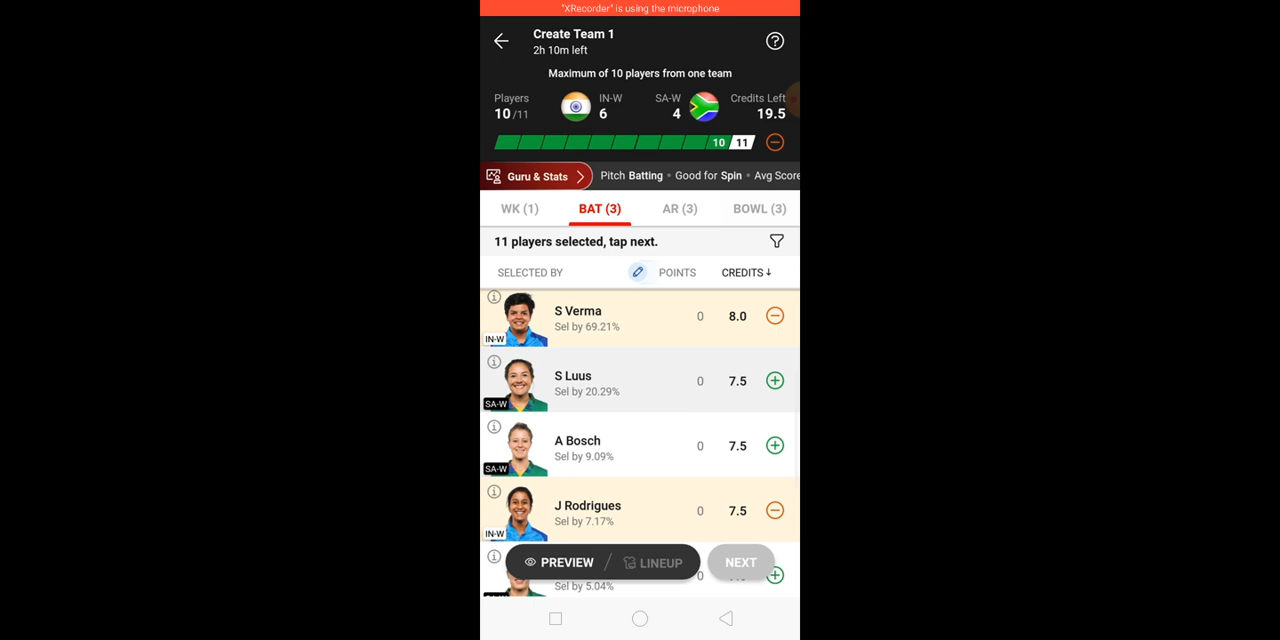 "XRecorder" is using the microphone
Create Team 1
2h 10m left
Maximum of 10 players from one team
Players
10/11
IN-W
6
SA-W
4
Credits Left
19.5
10 11
Guru & Stats
Pitch Batting • Good for Spin • Avg Score
WK (1) BAT (3) AR (3) BOWL (3)
11 players selected, tap next.
SELECTED BY POINTS CREDITS↓
S Verma
Sel by 69.21%
0 8.0
IN-W
S Luus
Sel by 20.29%
0 7.5
SA-W
A Bosch
Sel by 9.09%
0 7.5
SA-W
J Rodrigues
Sel by 7.17%
0 7.5
IN-W
PREVIEW / LINEUP NEXT
Sel by 5.04%
0